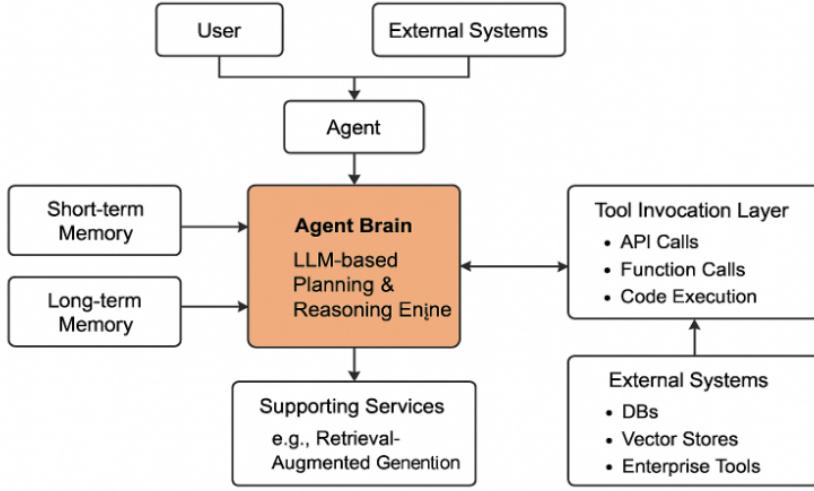 User
External Systems
Agent
Short-term
Memory
Long-term
Memory
Agent Brain
LLM-based
Planning &
Reasoning Enįne
Tool Invocation Layer
• API Calls
• Function Calls
• Code Execution
Supporting Services
e.g., Retrieval-
Augmented Genention
External Systems
• DBs
• Vector Stores
• Enterprise Tools